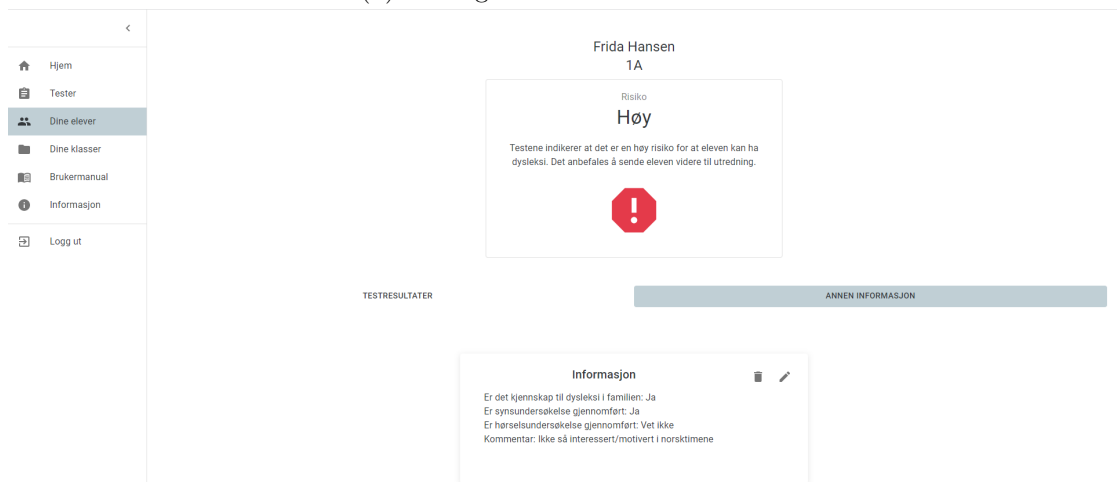 Hjem
Tester
Dine elever
Dine klasser
Brukermanual
Informasjon
Logg ut
Frida Hansen
1A
Risiko
Høy
Testene indikerer at det er en høy risiko for at eleven kan ha
dysleksi. Det anbefales å sende eleven videre til utredning.
TESTRESULTATER
ANNEN INFORMASJON
Informasjon
Er det kjennskap til dysleksi i familien: Ja
Er synsundersøkelse gjennomført: Ja
Er hørselsundersøkelse gjennomført: Vet ikke
Kommentar: Ikke så interessert/motivert i norsktimene